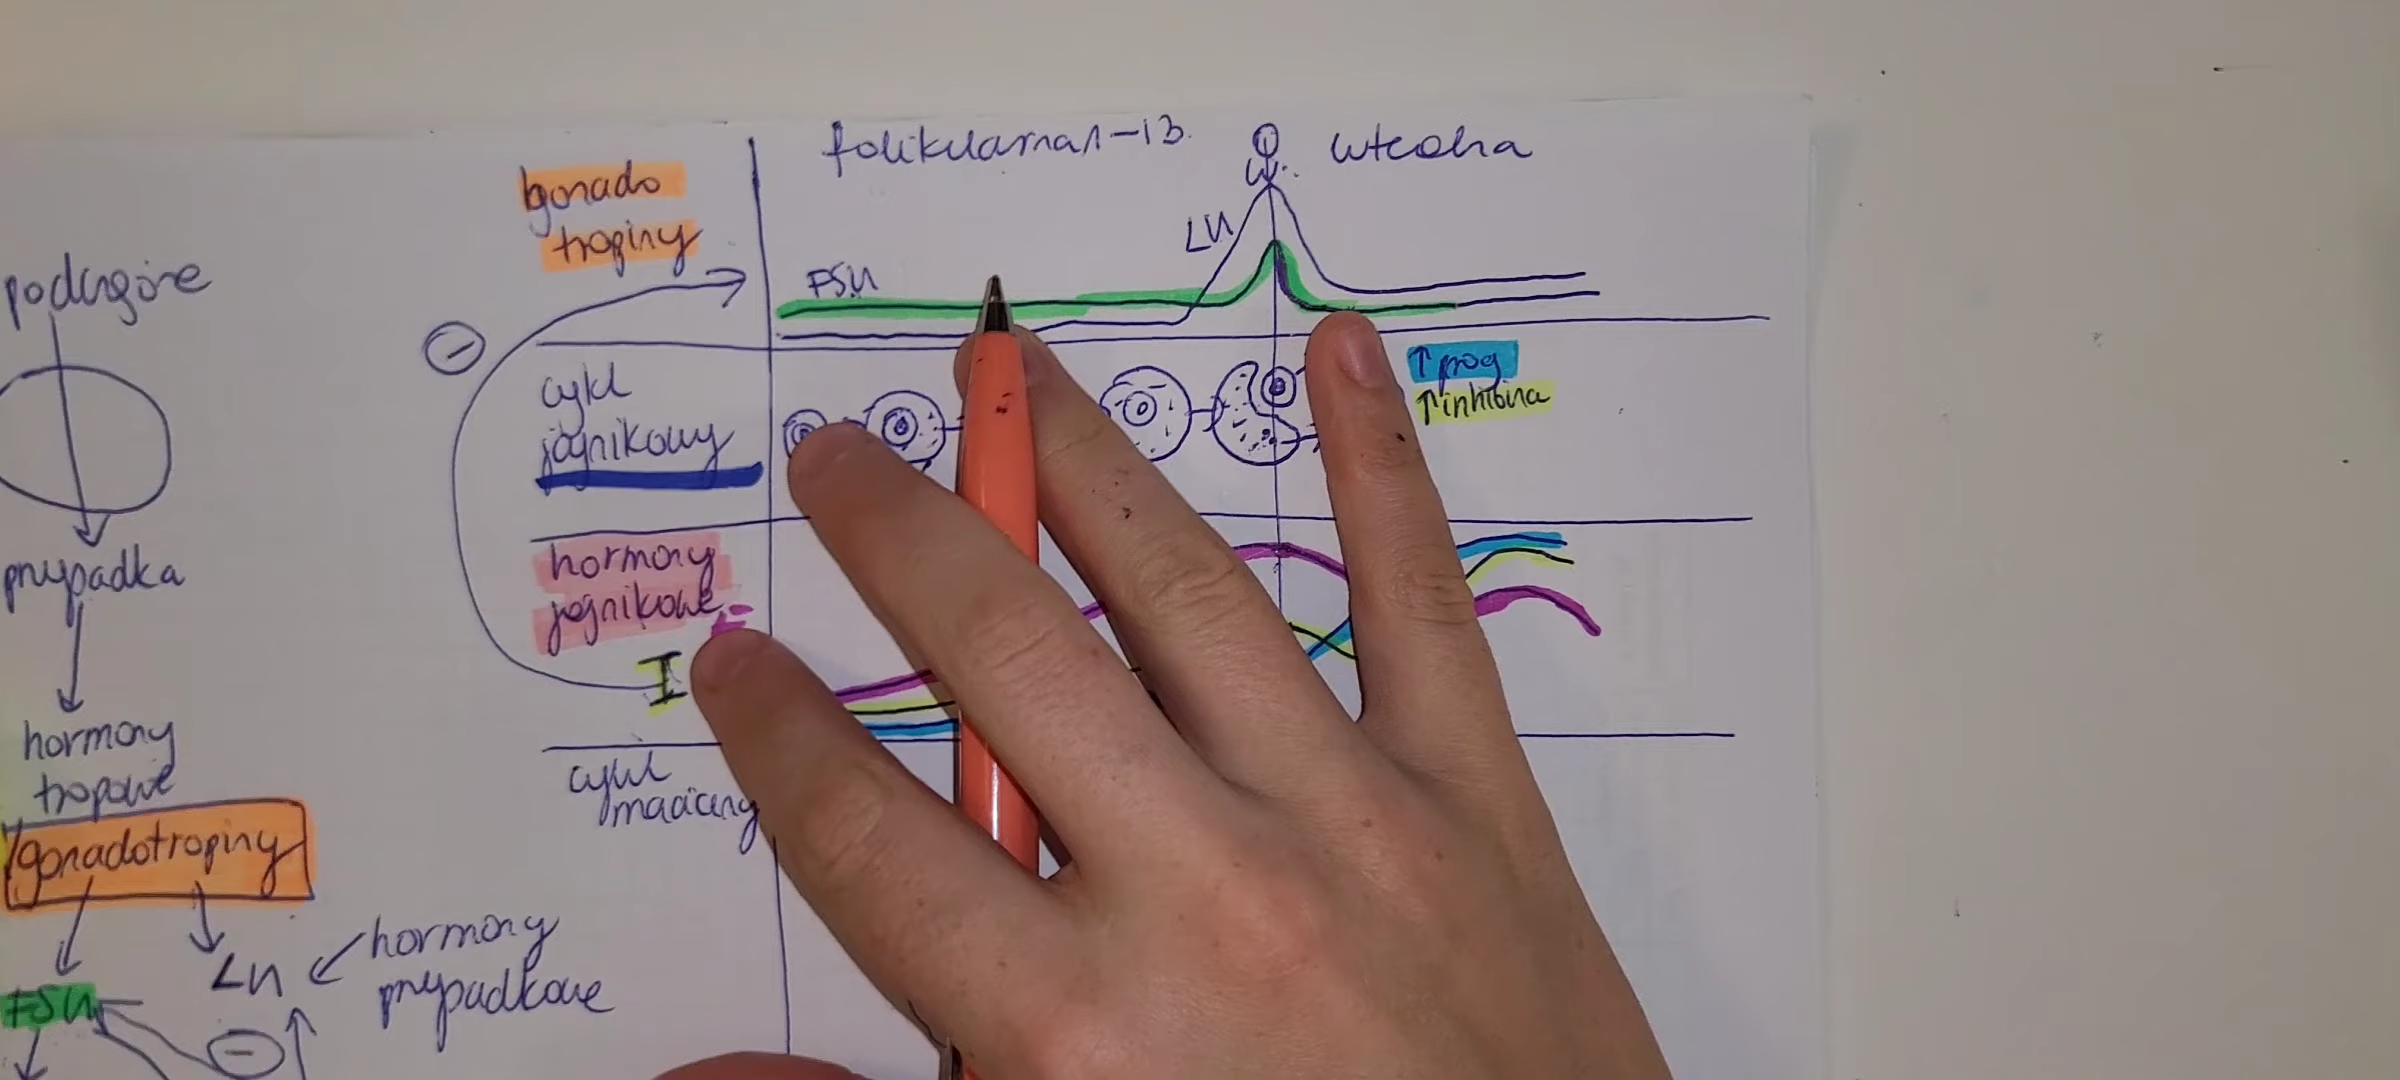 podwzgórze
przysadka
hormony
tropowe
gonadotropiny
FSH
LH
hormony
przysadkowe
gonado
tropiny
folikularna 1-13.
wtórna
FSH
LH
cykl
jajnikowy
↑ prog
↑ inhibina
hormony
jajnikowe
I
cykl
maciczny